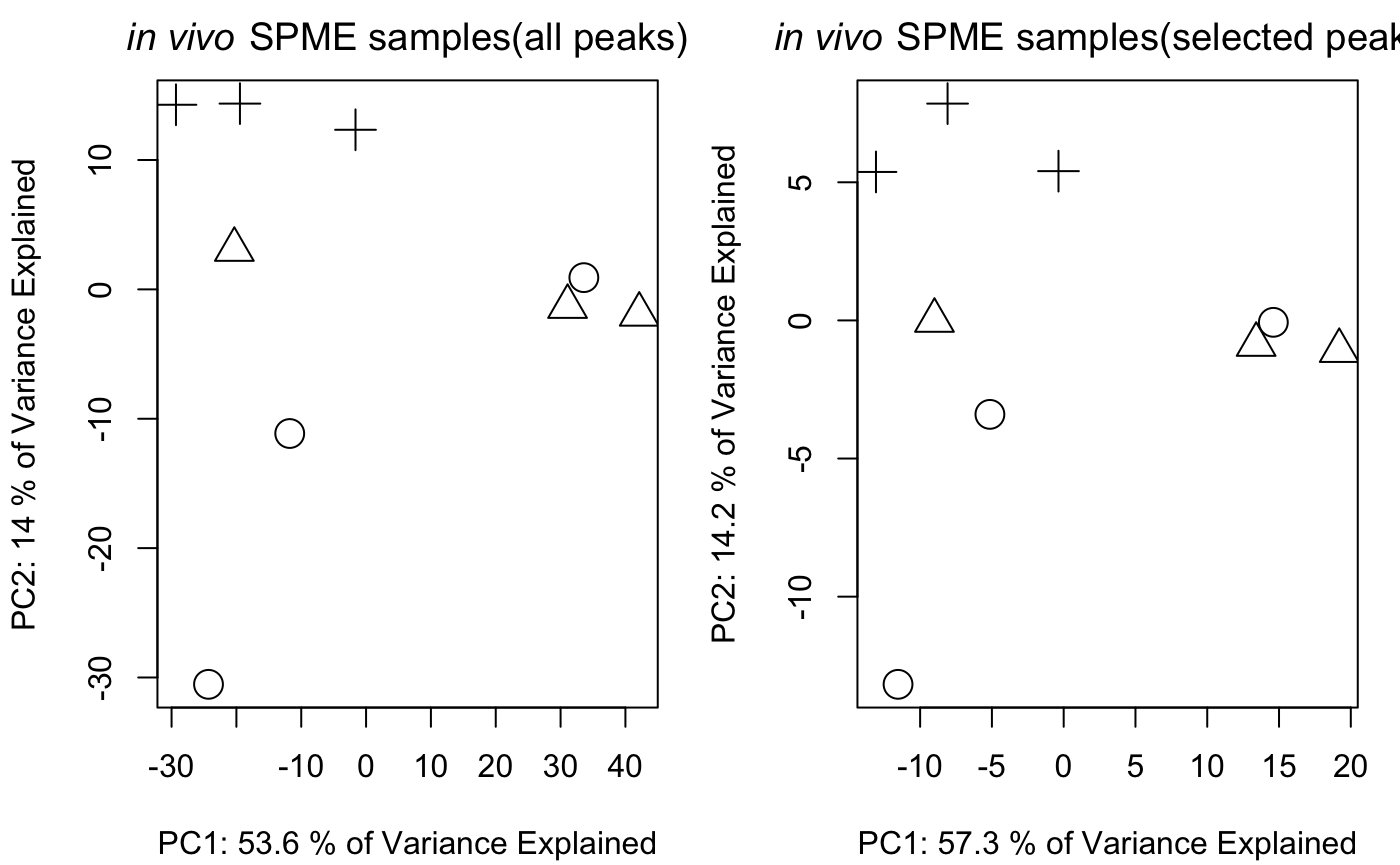 in vivo SPME samples(all peaks)
PC2: 14 % of Variance Explained
10
0
-10
-20
-30
-30 -10 0 10 20 30 40
PC1: 53.6 % of Variance Explained
in vivo SPME samples(selected peak
PC2: 14.2 % of Variance Explained
5
0
-5
-10
-10 -5 0 5 10 15 20
PC1: 57.3 % of Variance Explained